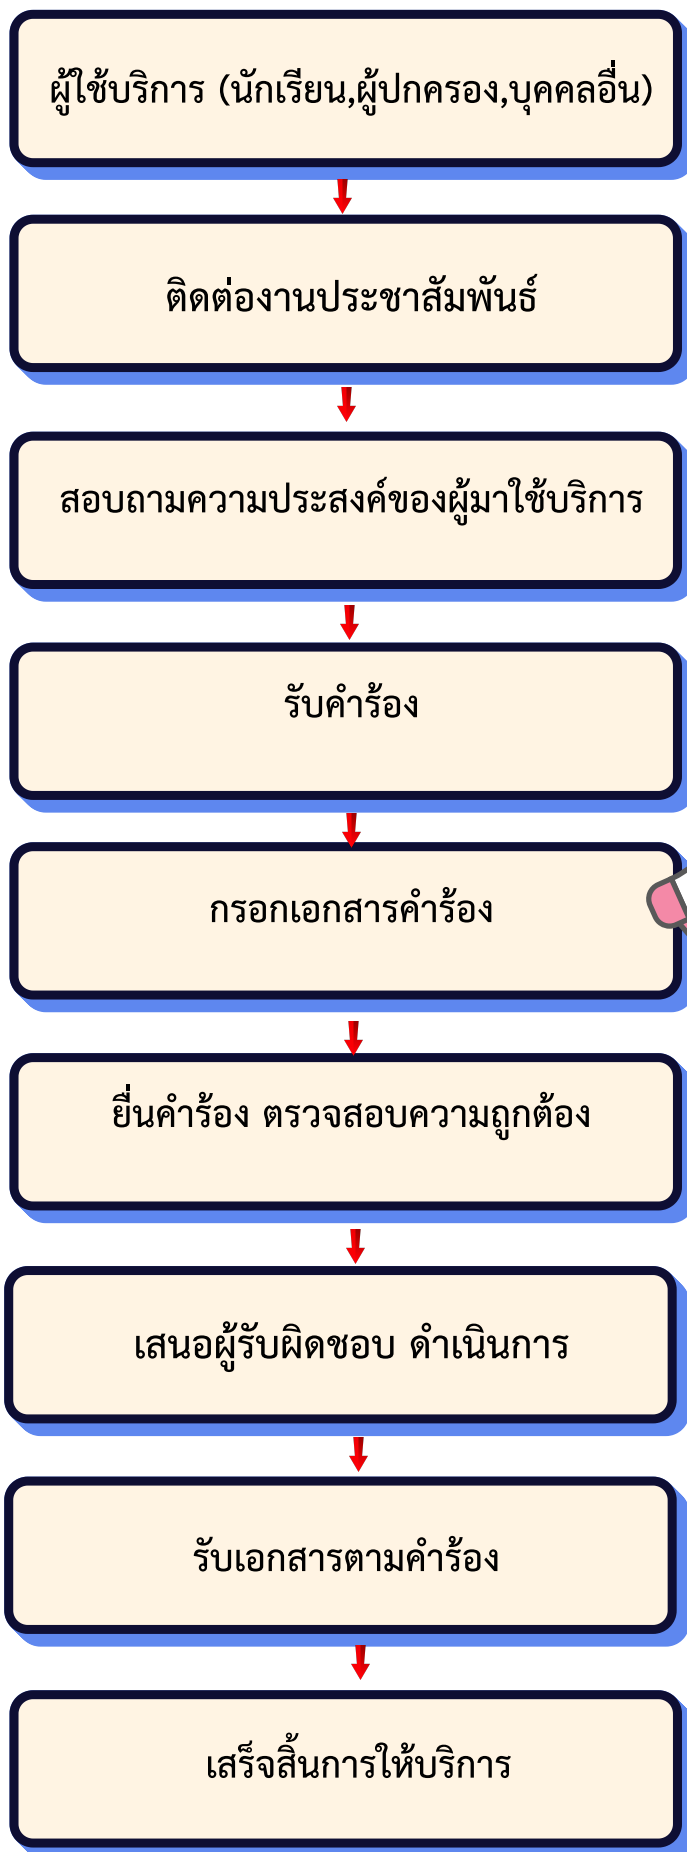 ผู้ใช้บริการ (นักเรียน,ผู้ปกครอง,บุคคลอื่น)
ติดต่องานประชาสัมพันธ์
สอบถามความประสงค์ของผู้มาใช้บริการ
รับคำร้อง
กรอกเอกสารคำร้อง
ยื่นคำร้อง ตรวจสอบความถูกต้อง
เสนอผู้รับผิดชอบ ดำเนินการ
รับเอกสารตามคำร้อง
เสร็จสิ้นการให้บริการ